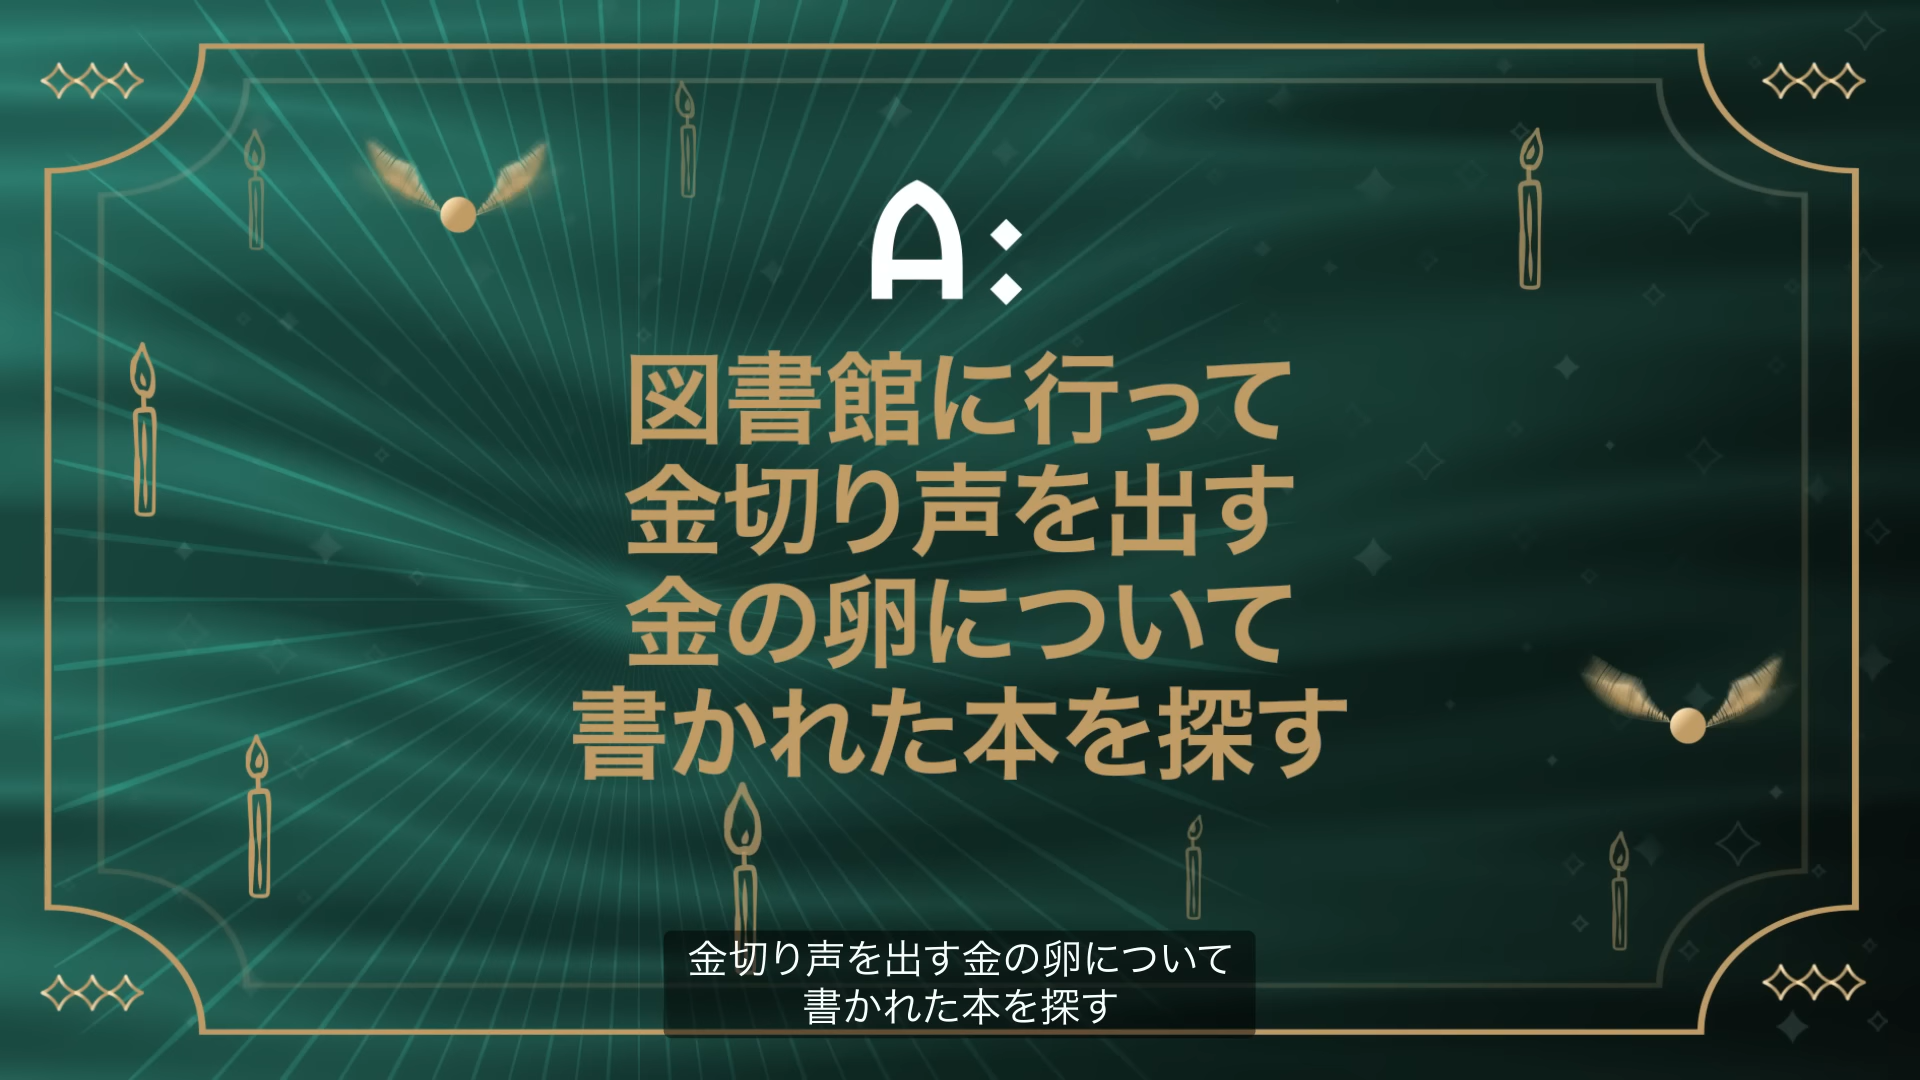 A:
図書館に行って
金切り声を出す
金の卵について
書かれた本を探す
金切り声を出す金の卵について
書かれた本を探す